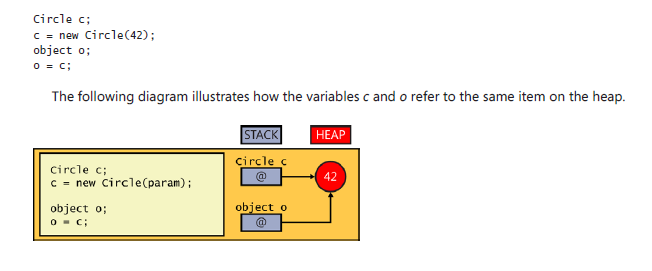 Circle c;
c = new Circle(42);
object o;
o = c;
The following diagram illustrates how the variables c and o refer to the same item on the heap.
STACK HEAP
Circle c;
c = new Circle(param);
object o;
o = c;
Circle c
@
42
object o
@